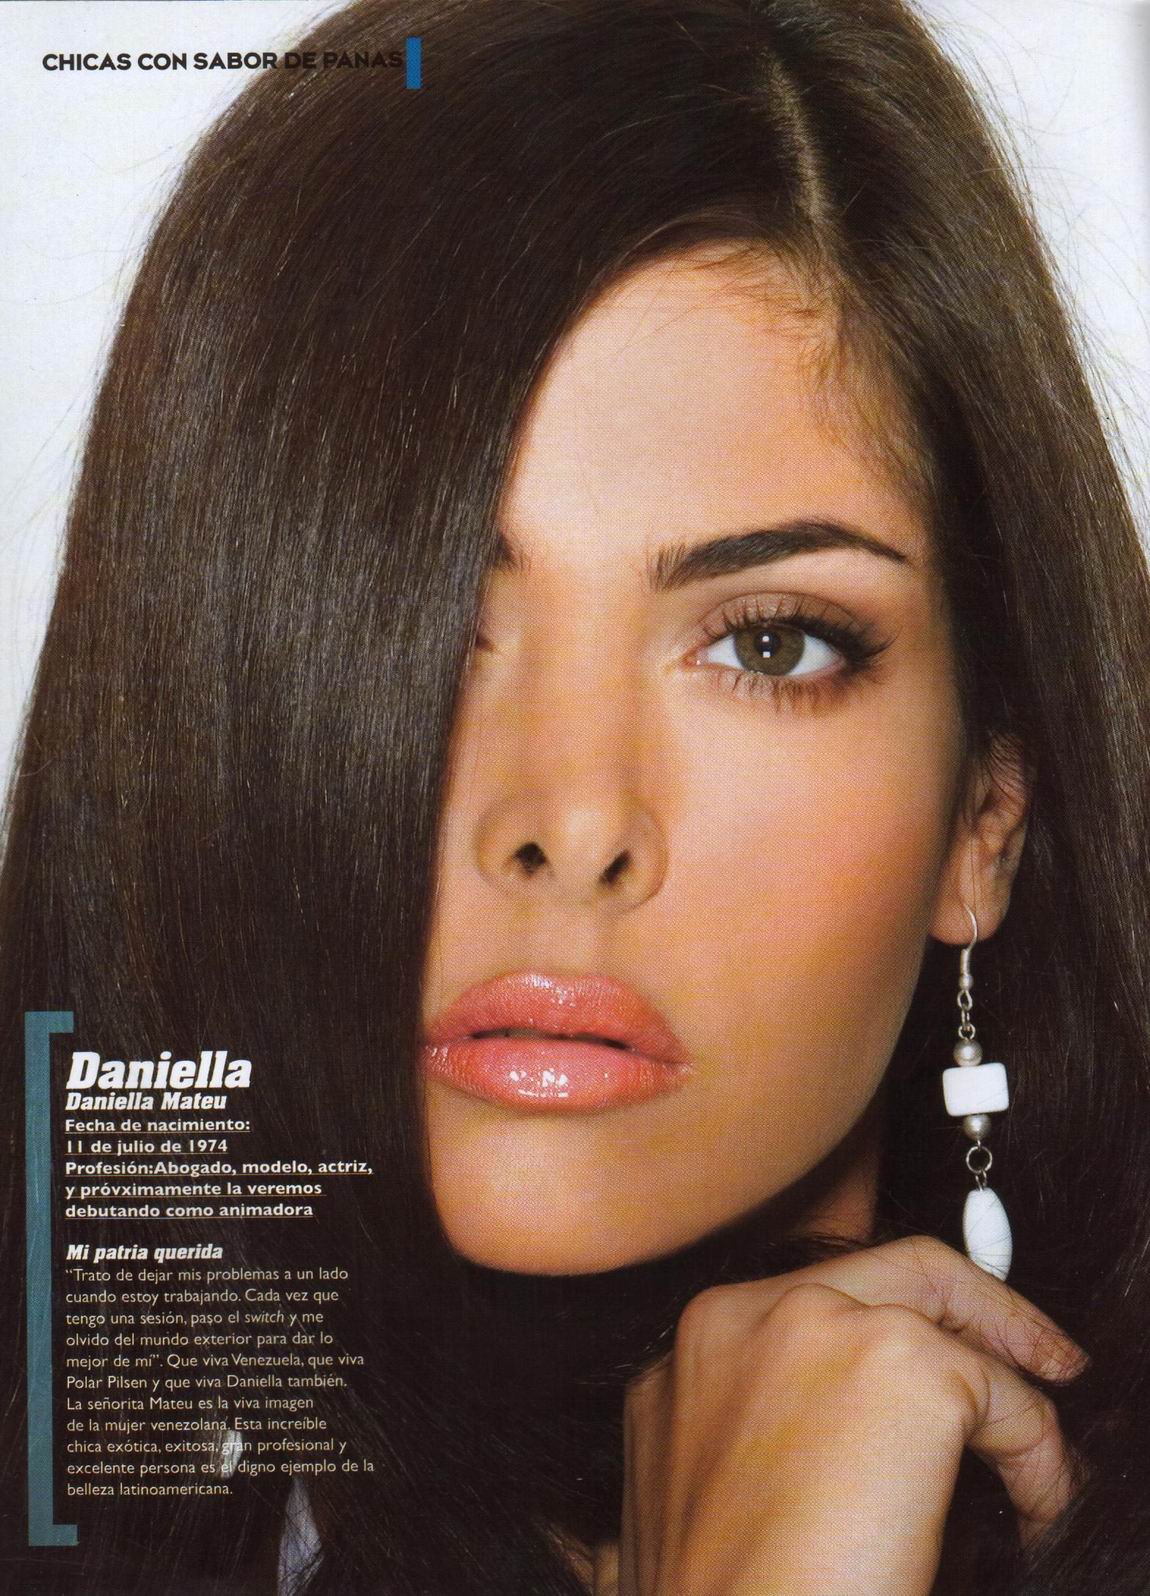 CHICAS CON SABOR DE PANAS
Daniella
Daniella Mateu
Fecha de nacimiento:
11 de julio de 1974
Profesión:Abogado, modelo, actriz,
y próvximamente la veremos
debutando como animadora
Mi patria querida
“Trato de dejar mis problemas a un lado
cuando estoy trabajando. Cada vez que
tengo una sesión, paso el switch y me
olvido del mundo exterior para dar lo
mejor de mí”. Que viva Venezuela, que viva
Polar Pilsen y que viva Daniella también.
La señorita Mateu es la viva imagen
de la mujer venezolana. Esta increíble
chica exótica, exitosa, gran profesional y
excelente persona es el digno ejemplo de la
belleza latinoamericana.